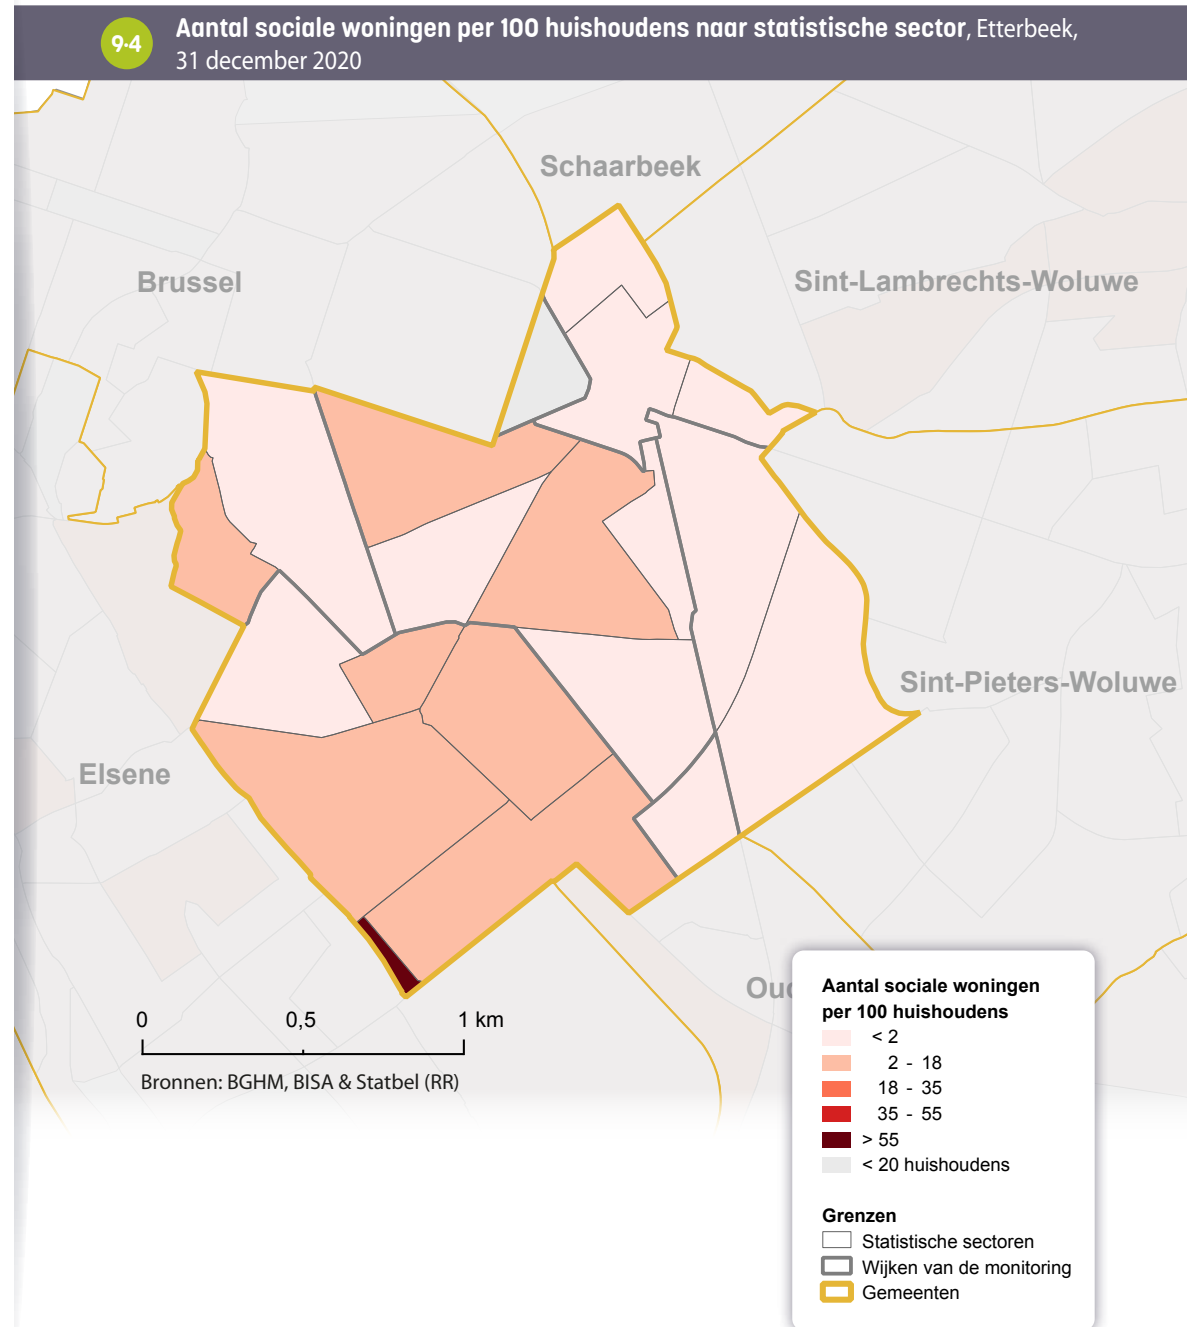 9·4
Aantal sociale woningen per 100 huishoudens naar statistische sector, Etterbeek,
31 december 2020
Schaarbeek
Brussel
Sint-Lambrechts-Woluwe
Sint-Pieters-Woluwe
Elsene
Oud
0 0,5 1 km
Bronnen: BGHM, BISA & Statbel (RR)
Aantal sociale woningen
per 100 huishoudens
< 2
2 - 18
18 - 35
35 - 55
> 55
< 20 huishoudens
Grenzen
Statistische sectoren
Wijken van de monitoring
Gemeenten